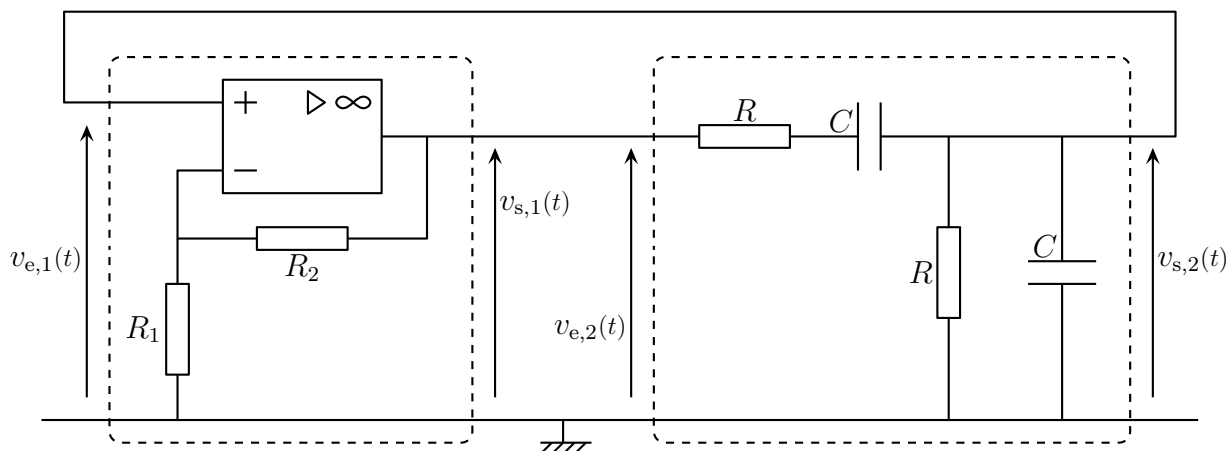 +
▷ ∞
−
R
C
v_{s,1}(t)
v_{e,1}(t)
R_2
R_1
v_{e,2}(t)
R
C
v_{s,2}(t)